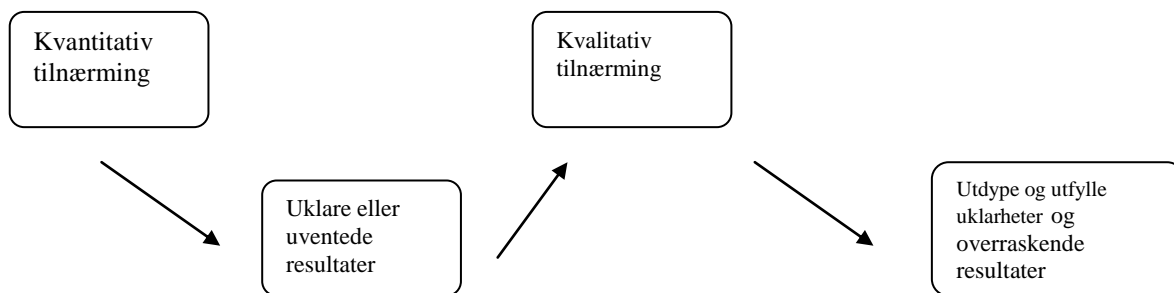 Kvantitativ
tilnærming
Uklare eller
uventede
resultater
Kvalitativ
tilnærming
Utdype og utfylle
uklarheter og
overraskende
resultater